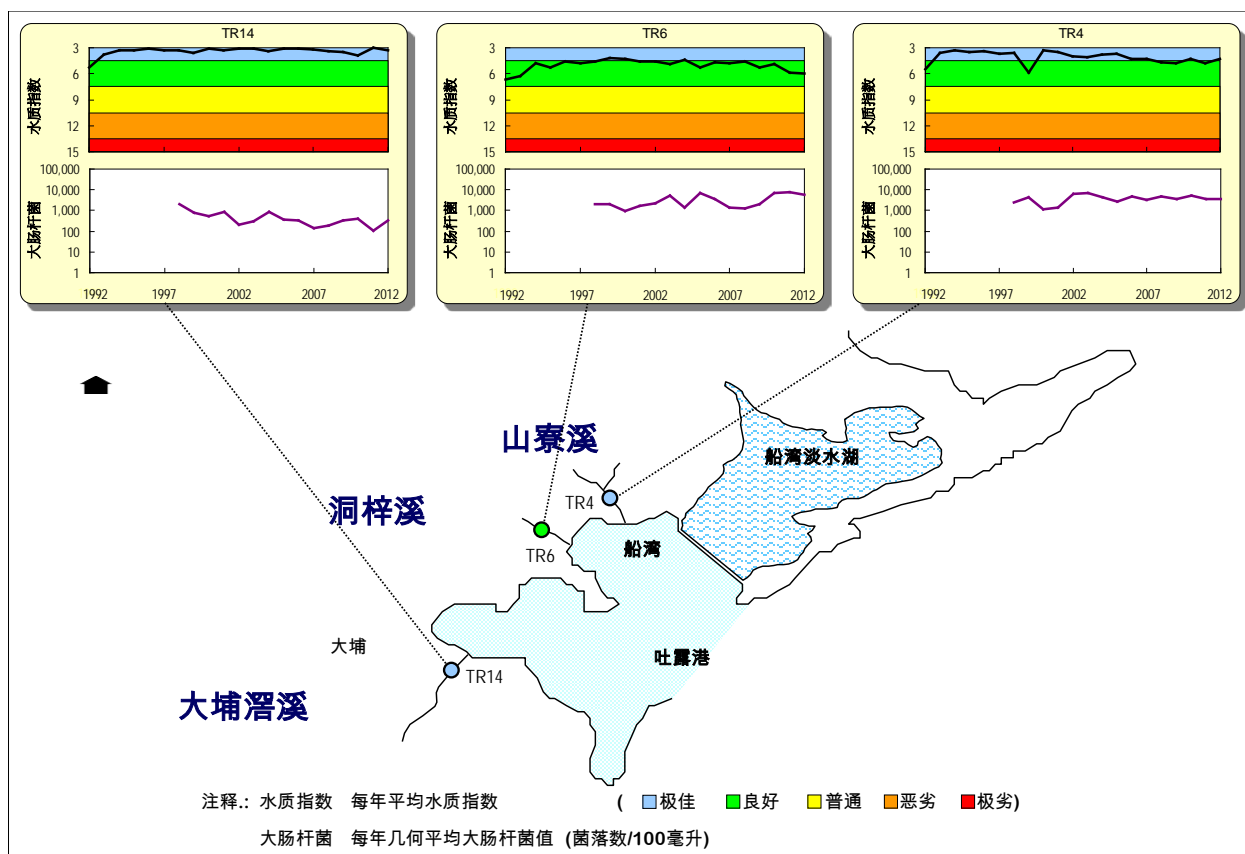 TR14
3
6
9
12
15
水质指数
100,000
10,000
1,000
100
10
1
大肠杆菌
1992 1997 2002 2007 2012
TR6
3
6
9
12
15
水质指数
100,000
10,000
1,000
100
10
1
大肠杆菌
1992 1997 2002 2007 2012
TR4
3
6
9
12
15
水质指数
100,000
10,000
1,000
100
10
1
大肠杆菌
1992 1997 2002 2007 2012
山寮溪
船湾淡水湖
TR4
洞梓溪
船湾
TR6
大埔
吐露港
TR14
大埔滘溪
注释.: 水质指数 每年平均水质指数 ( 极佳 良好 普通 恶劣 极劣)
大肠杆菌 每年几何平均大肠杆菌值 (菌落数/100毫升)